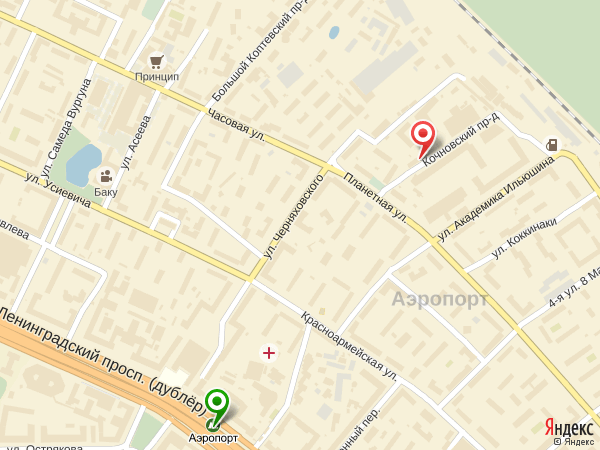 Большой Коптевский пр-д
Принцип
ул. Самеда Вургуна
ул. Асеева
Часовая ул.
Кочновский пр-д
ул. Усиевича
Баку
ул. Черняховского
Планетная ул.
ул. Академика Ильюшина
ул. Коккинаки
4-я ул. 8 Ма
Аэропорт
Ленинградский просп. (дублёр)
Красноармейская ул.
Аэропорт
пер.
ул. Острякова
Яндекс
© Яндекс